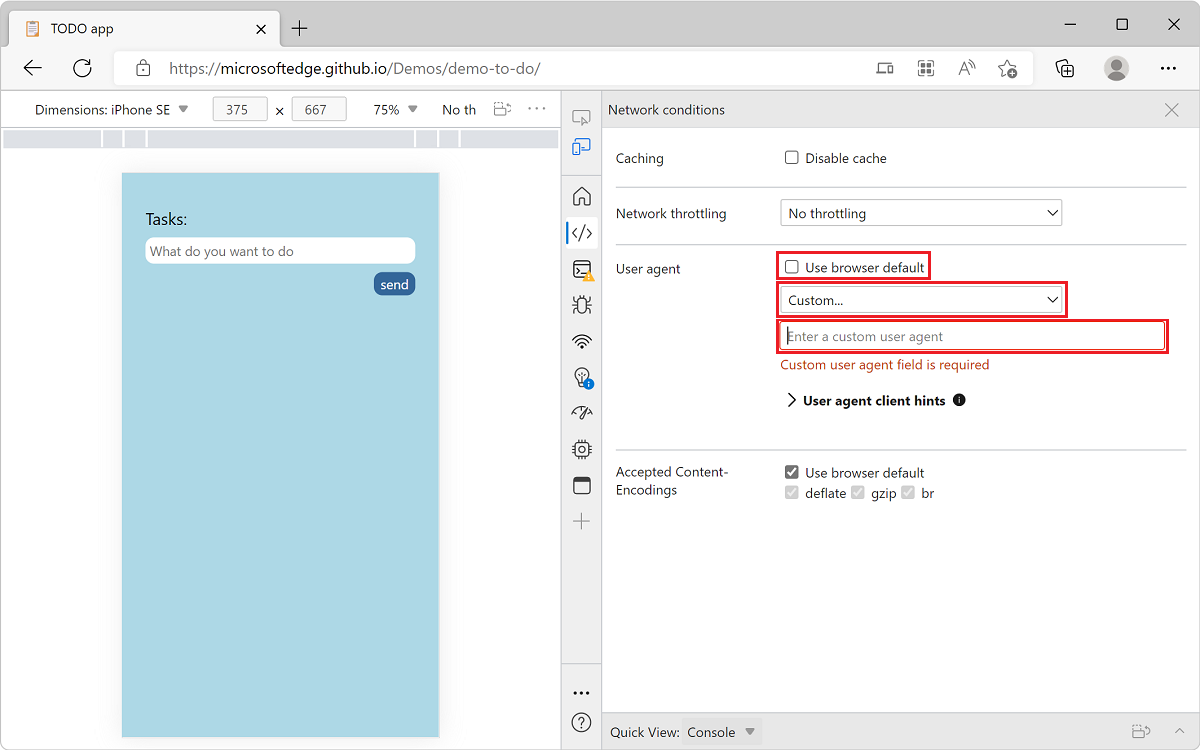 TODO app
https://microsoftedge.github.io/Demos/demo-to-do/
Dimensions: iPhone SE 375 × 667 75% No th
Network conditions
Caching Disable cache
Network throttling No throttling
User agent Use browser default
Custom...
Enter a custom user agent
Custom user agent field is required
User agent client hints
Accepted Content-
Encodings
Use browser default
deflate gzip br
Tasks:
What do you want to do
send
Quick View: Console